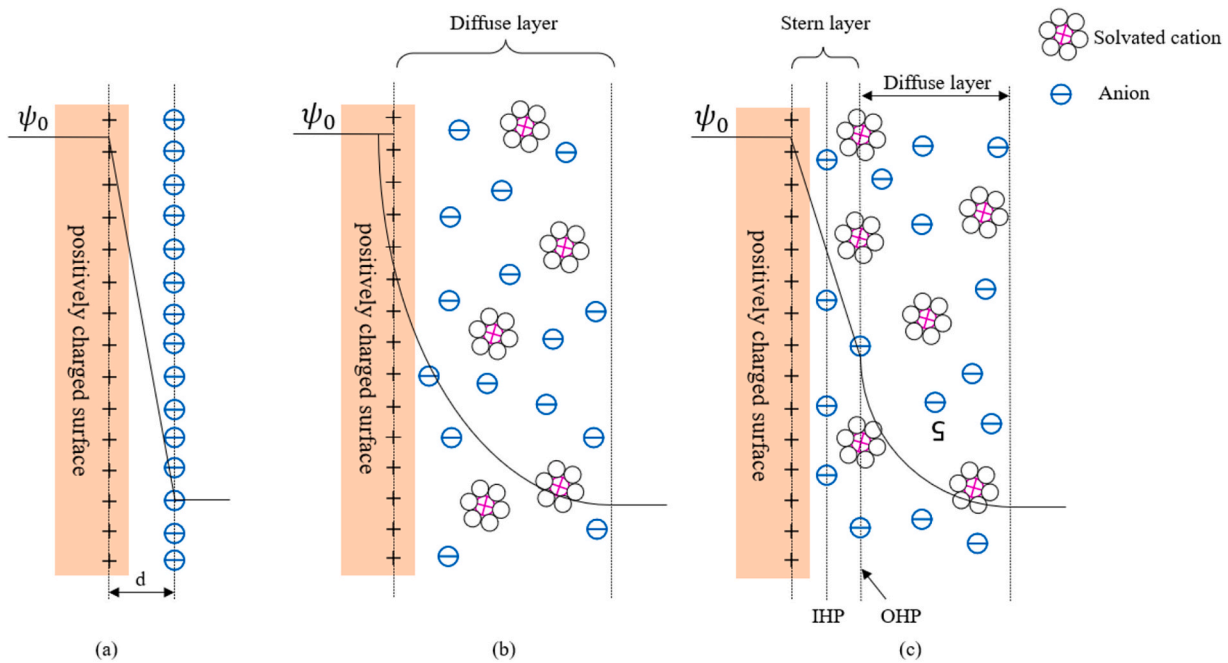 Diffuse layer
Stern layer
Solvated cation
Diffuse layer
Anion
ψ0
ψ0
ψ0
positively charged surface
positively charged surface
positively charged surface
5
d
IHP
OHP
(a)
(b)
(c)